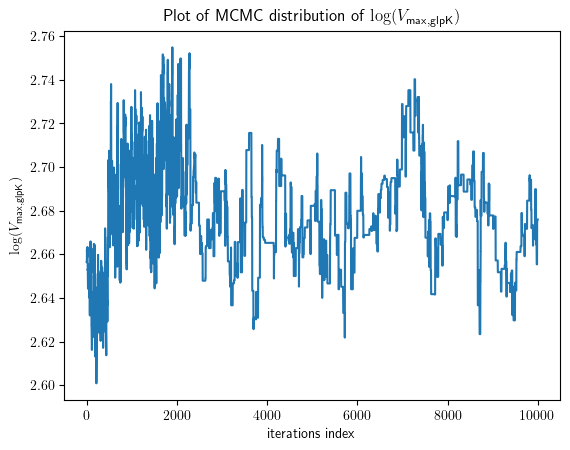 Plot of MCMC distribution of log(V_max,glpK)
2.76
2.74
2.72
2.70
2.68
2.66
2.64
2.62
2.60
log(V_max,glpK)
0 2000 4000 6000 8000 10000
iterations index